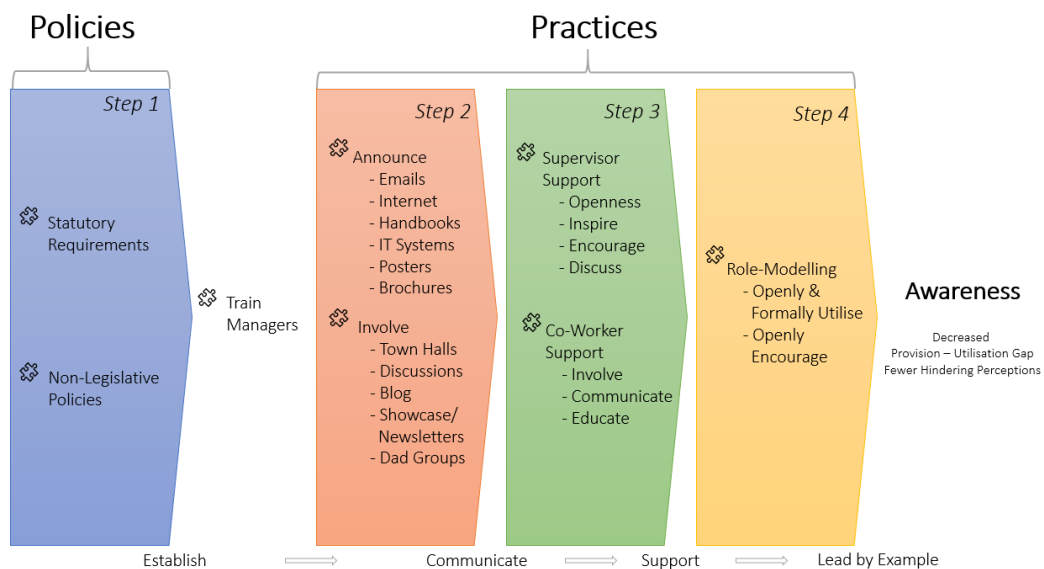 Policies
Practices
Step 1
Statutory
Requirements
Non-Legislative
Policies
Train
Managers
Step 2
Announce
- Emails
- Internet
- Handbooks
- IT Systems
- Posters
- Brochures
Involve
- Town Halls
- Discussions
- Blog
- Showcase/
Newsletters
- Dad Groups
Step 3
Supervisor
Support
- Openness
- Inspire
- Encourage
- Discuss
Co-Worker
Support
- Involve
- Communicate
- Educate
Step 4
Role-Modelling
- Openly &
Formally Utilise
- Openly
Encourage
Awareness
Decreased
Provision – Utilisation Gap
Fewer Hindering Perceptions
Establish
Communicate
Support
Lead by Example